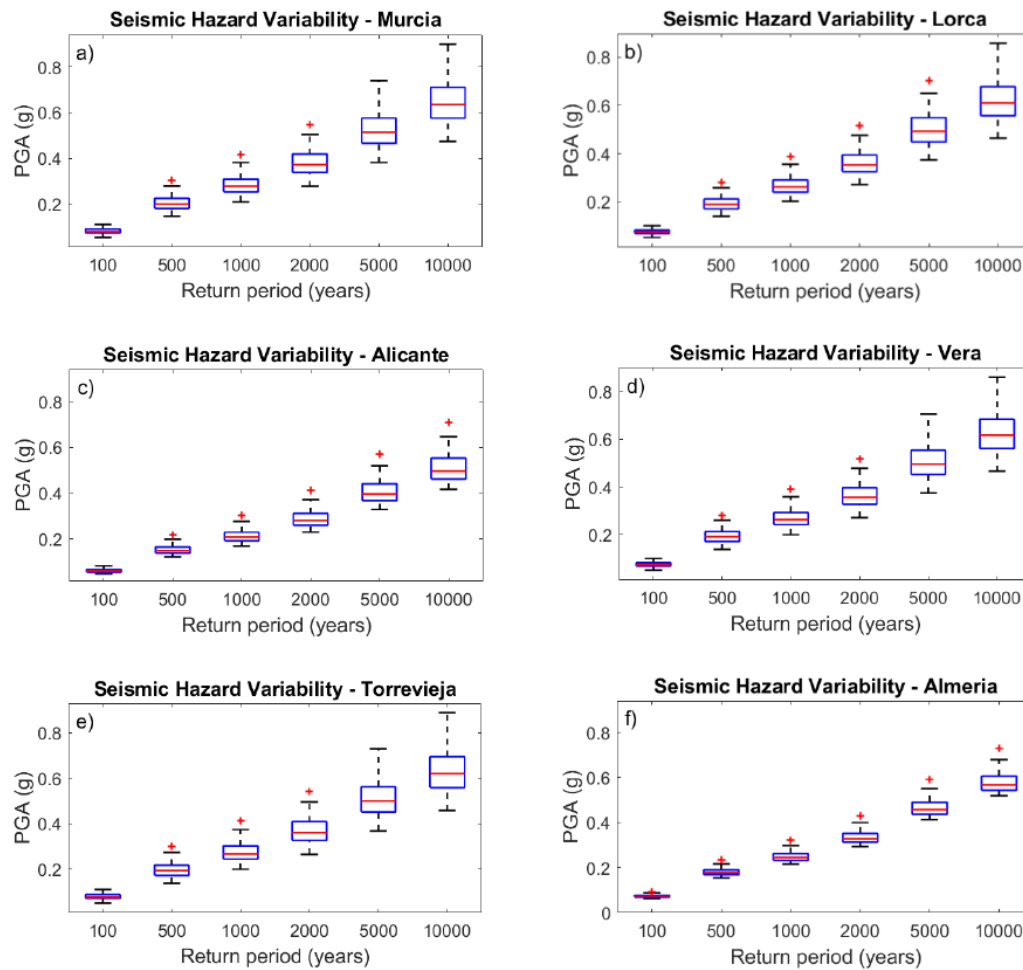 Seismic Hazard Variability - Murcia
a)
0.8
0.6
0.4
0.2
PGA (g)
100 500 1000 2000 5000 10000
Return period (years)
Seismic Hazard Variability - Lorca
b)
0.8
0.6
0.4
0.2
PGA (g)
100 500 1000 2000 5000 10000
Return period (years)
Seismic Hazard Variability - Alicante
c)
0.8
0.6
0.4
0.2
PGA (g)
100 500 1000 2000 5000 10000
Return period (years)
Seismic Hazard Variability - Vera
d)
0.8
0.6
0.4
0.2
PGA (g)
100 500 1000 2000 5000 10000
Return period (years)
Seismic Hazard Variability - Torrevieja
e)
0.8
0.6
0.4
0.2
PGA (g)
100 500 1000 2000 5000 10000
Return period (years)
Seismic Hazard Variability - Almeria
f)
0.8
0.6
0.4
0.2
0
PGA (g)
100 500 1000 2000 5000 10000
Return period (years)